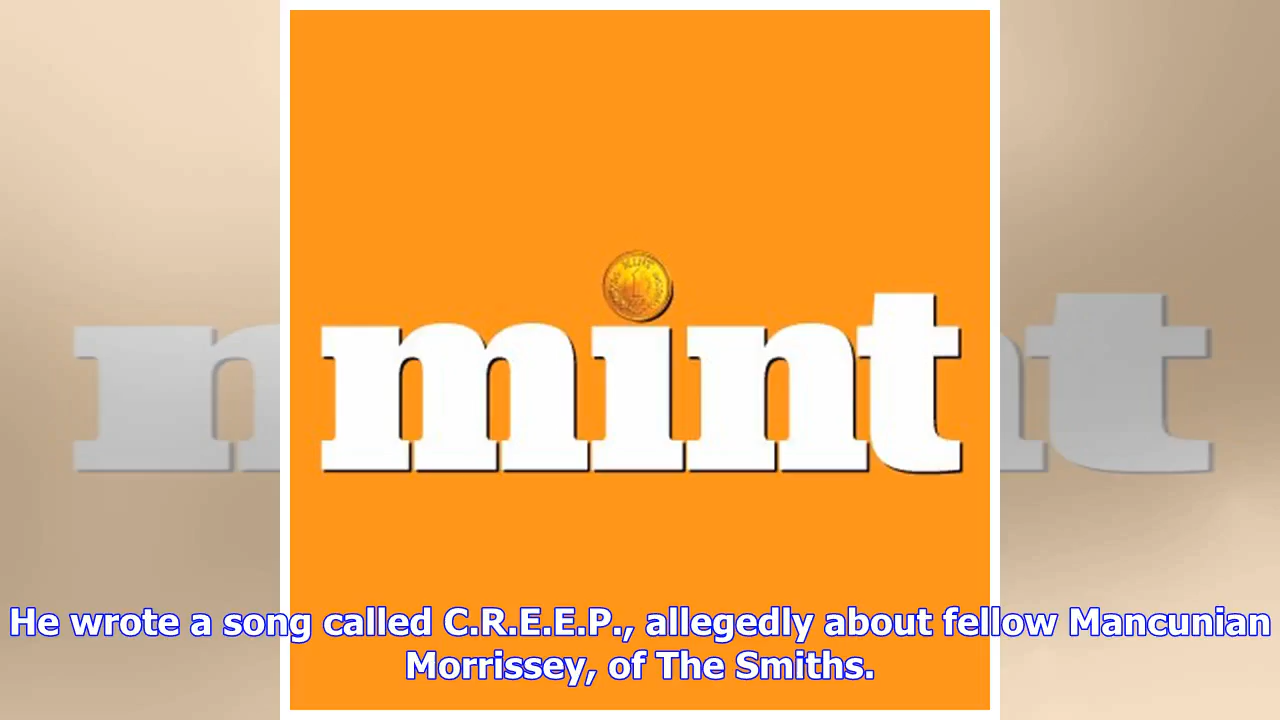 mint
He wrote a song called C.R.E.E.P., allegedly about fellow Mancunian
Morrissey, of The Smiths.